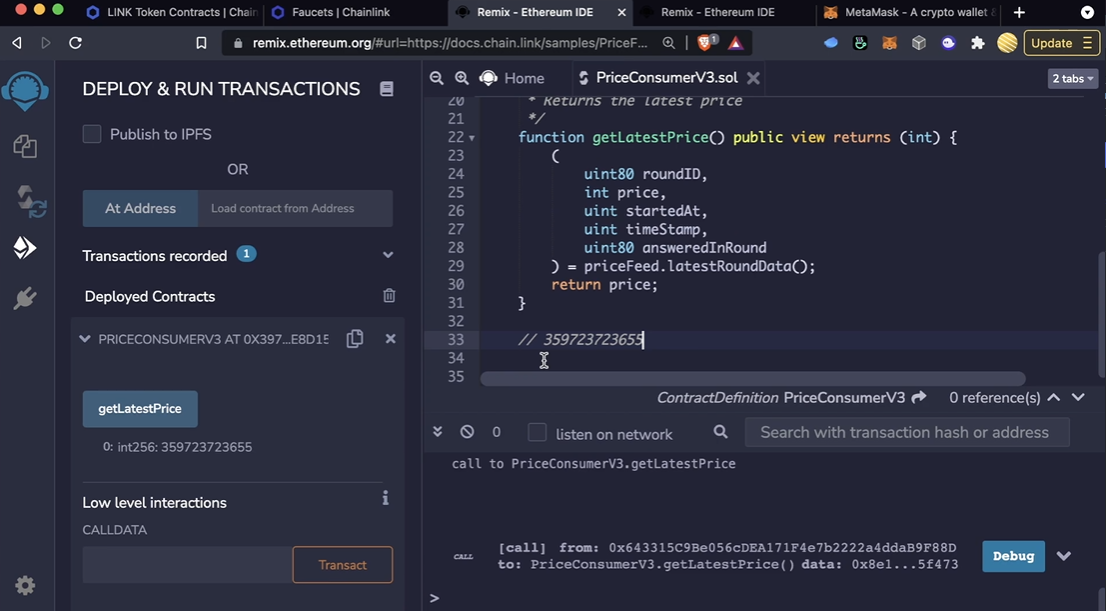 LINK Token Contracts | Chain
Faucets | Chainlink
Remix - Ethereum IDE
Remix - Ethereum IDE
MetaMask - A crypto wallet &
remix.ethereum.org/#url=https://docs.chain.link/samples/PriceF...
1
Update
DEPLOY & RUN TRANSACTIONS
Publish to IPFS
OR
At Address
Load contract from Address
Transactions recorded 1
Deployed Contracts
PRICECONSUMERV3 AT 0X397...E8D15
getLatestPrice
0: int256: 359723723655
Low level interactions
i
CALLDATA
Transact
Home
PriceConsumerV3.sol
2 tabs
20 * Returns the latest price
21 */
22 function getLatestPrice() public view returns (int) {
23 (
24 uint80 roundID,
25 int price,
26 uint startedAt,
27 uint timeStamp,
28 uint80 answeredInRound
29 ) = priceFeed.latestRoundData();
30 return price;
31 }
32
33 // 359723723655
34
35
ContractDefinition PriceConsumerV3 0 reference(s)
0
listen on network
Search with transaction hash or address
call to PriceConsumerV3.getLatestPrice
CALL
[call] from: 0x643315C9Be056cDEA171F4e7b2222a4ddaB9F88D
to: PriceConsumerV3.getLatestPrice() data: 0x8e1...5f473
Debug
>